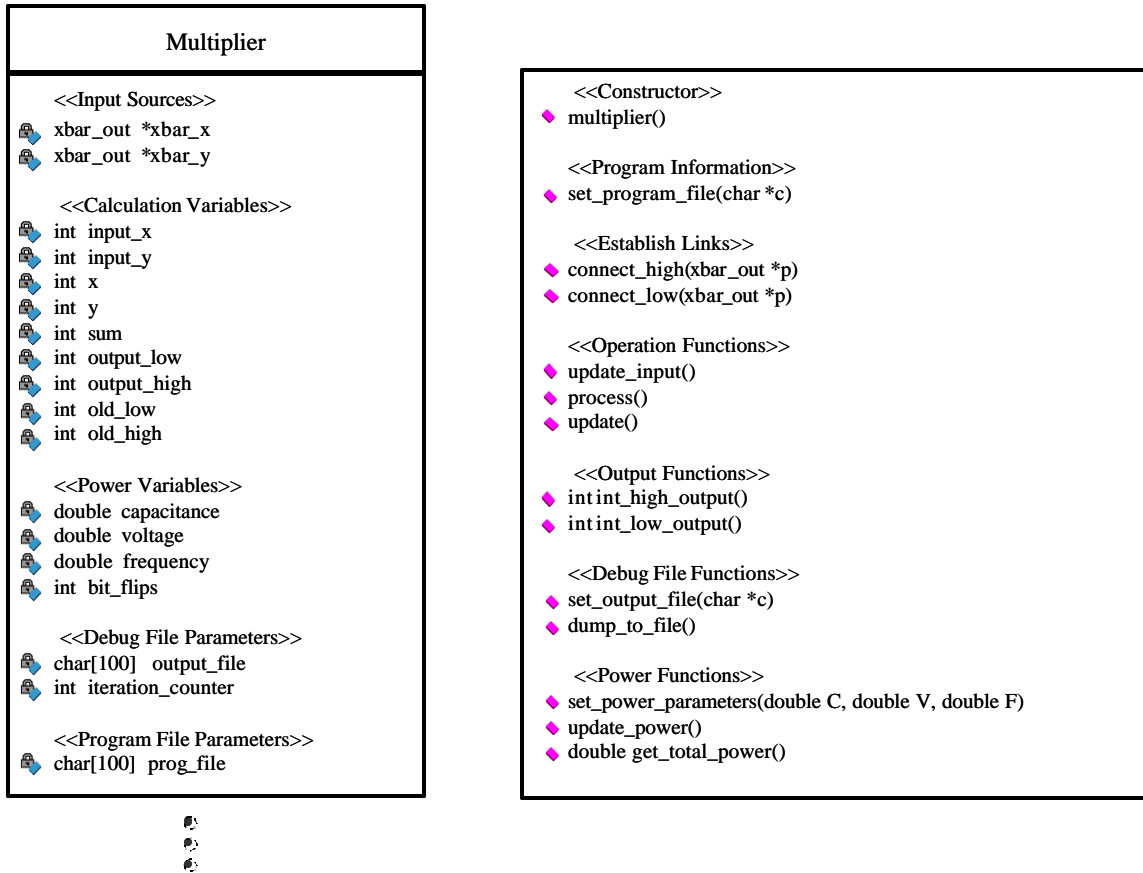 Multiplier
<<Input Sources>>
xbar_out *xbar_x
xbar_out *xbar_y
<<Calculation Variables>>
int input_x
int input_y
int x
int y
int sum
int output_low
int output_high
int old_low
int old_high
<<Power Variables>>
double capacitance
double voltage
double frequency
int bit_flips
<<Debug File Parameters>>
char[100] output_file
int iteration_counter
<<Program File Parameters>>
char[100] prog_file
<<Constructor>>
multiplier()
<<Program Information>>
set_program_file(char *c)
<<Establish Links>>
connect_high(xbar_out *p)
connect_low(xbar_out *p)
<<Operation Functions>>
update_input()
process()
update()
<<Output Functions>>
int int_high_output()
int int_low_output()
<<Debug File Functions>>
set_output_file(char *c)
dump_to_file()
<<Power Functions>>
set_power_parameters(double C, double V, double F)
update_power()
double get_total_power()